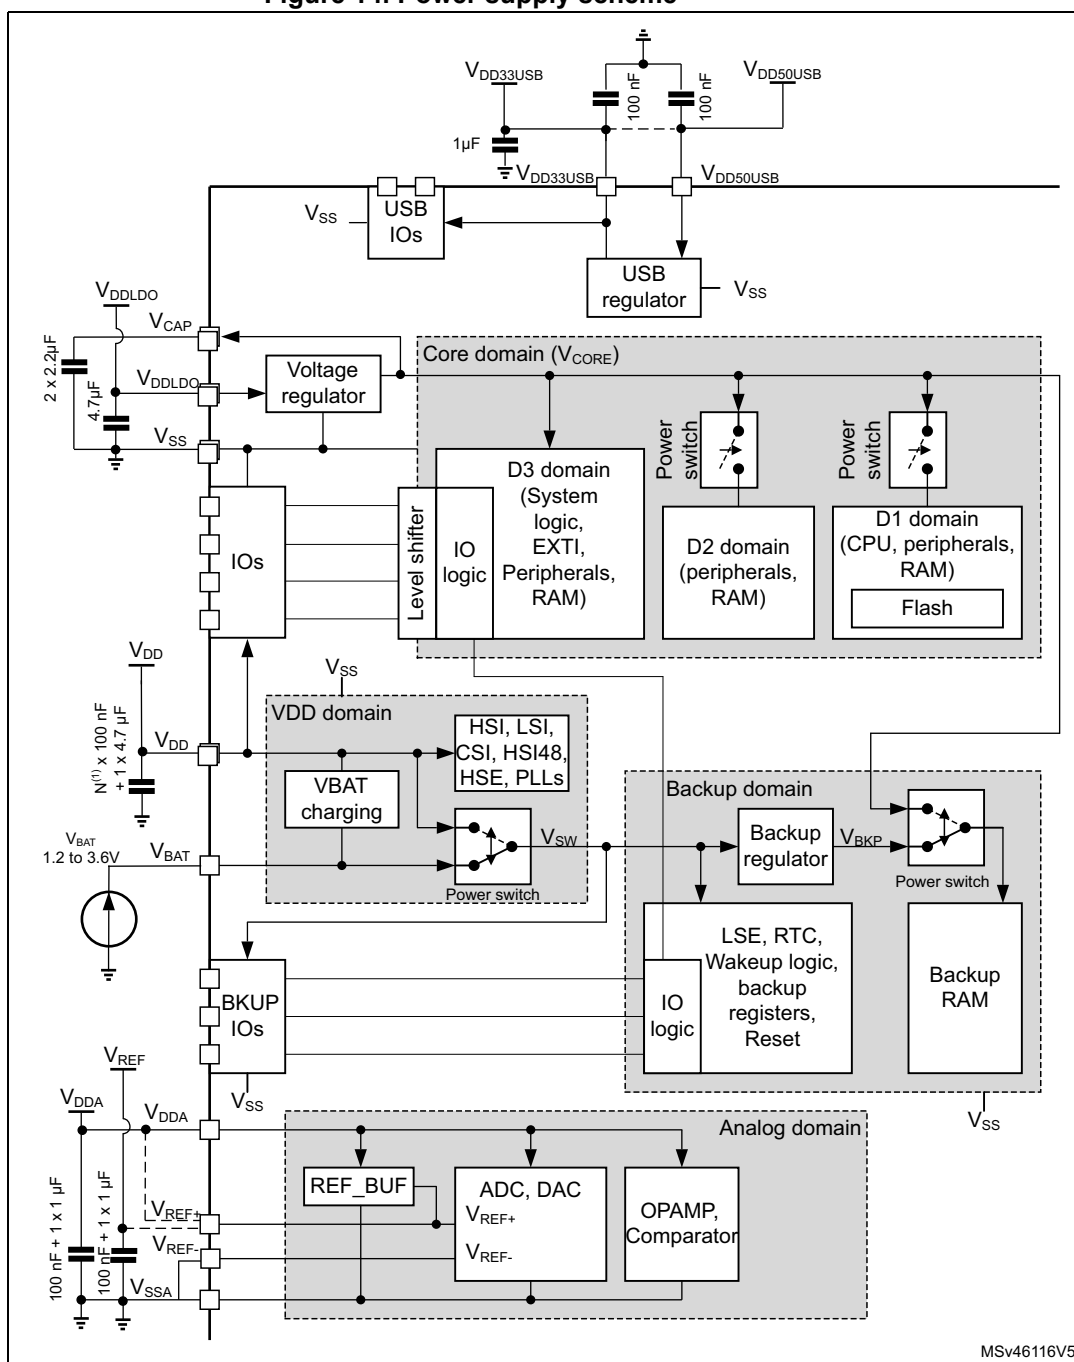 VDD33USB
100 nF
100 nF
VDD50USB
1µF
VDD33USB
VDD50USB
VSS
USB
IOs
USB
regulator
VSS
VDDLDO
VCAP
2 x 2.2µF
VDDLDO
4.7µF
Voltage
regulator
VSS
Core domain (VCORE)
Power
switch
Power
switch
D3 domain
(System
logic,
EXTI,
Peripherals,
RAM)
IOs
Level shifter
IO
logic
D2 domain
(peripherals,
RAM)
D1 domain
(CPU, peripherals,
RAM)
Flash
VDD
VSS
VDD domain
VDD
N(1) x 100 nF
+ 1 x 4.7 µF
HSI, LSI,
CSI, HSI48,
HSE, PLLs
VBAT
charging
VBAT
1.2 to 3.6V
VBAT
VSW
Power switch
Backup domain
Backup
regulator
VBKP
Power switch
BKUP
IOs
IO
logic
LSE, RTC,
Wakeup logic,
backup
registers,
Reset
Backup
RAM
VSS
VSS
VREF
VDDA
VDDA
Analog domain
100 nF + 1 x 1 µF
100 nF + 1 x 1 µF
VREF+
VREF-
VSSA
REF_BUF
ADC, DAC
VREF+
VREF-
OPAMP,
Comparator
MSv46116V5